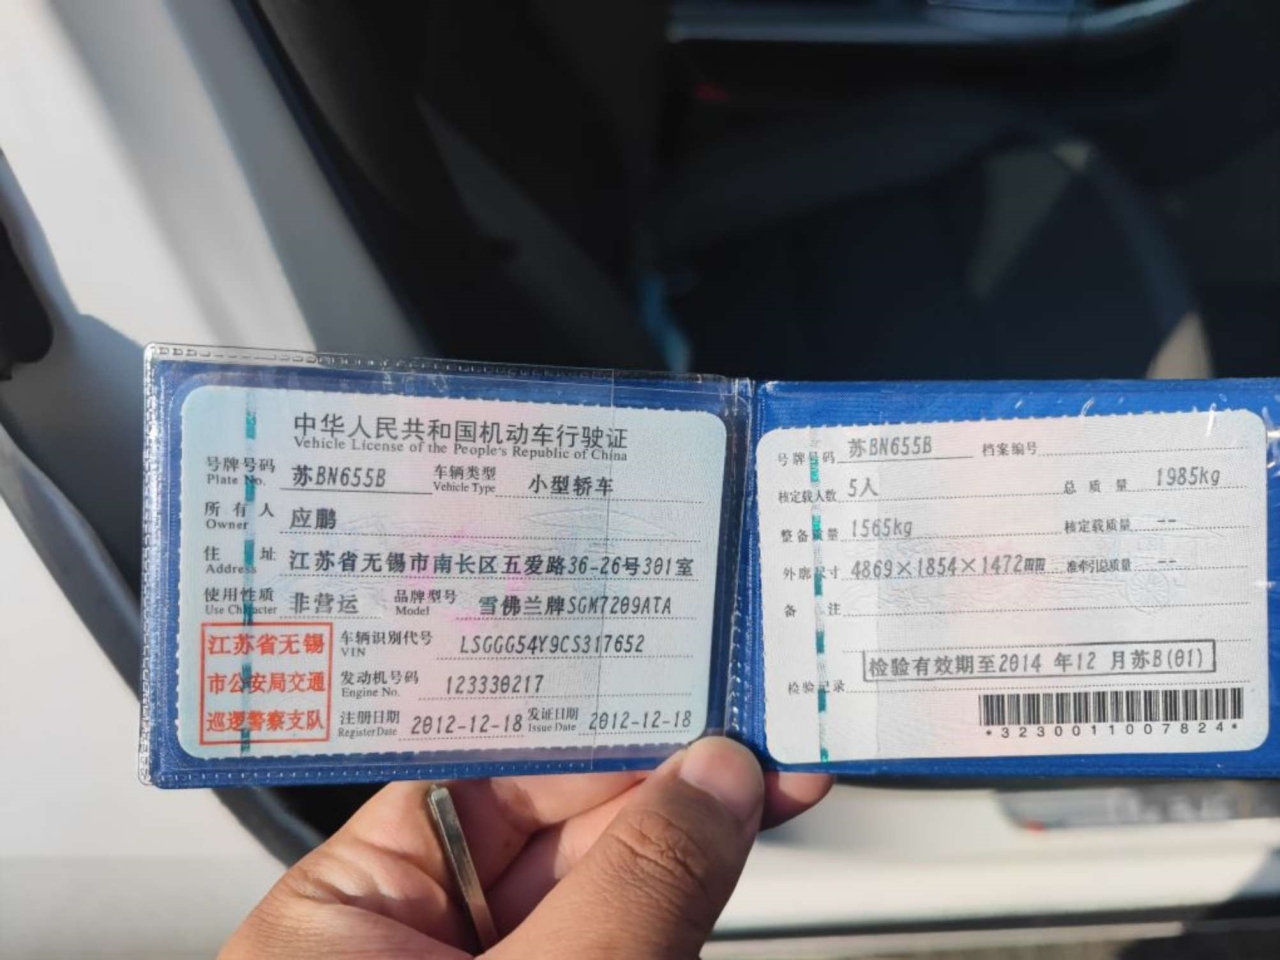 中华人民共和国机动车行驶证
Vehicle License of the People's Republic of China
号牌号码 苏BN655B 车辆类型 小型轿车
Plate No. Vehicle Type
所有人 应鹏
Owner
住址 江苏省无锡市南长区五爱路36-26号301室
Address
使用性质 非营运 品牌型号 雪佛兰牌SGM7209ATA
Use Character Model
江苏省无锡
市公安局交通
巡逻警察支队
车辆识别代号 LSGGG54Y9CS317652
VIN
发动机号码 123330217
Engine No.
注册日期 2012-12-18 发证日期 2012-12-18
Register Date Issue Date
号牌号码 苏BN655B 档案编号
核定载人数 5人 总质量 1985kg
整备质量 1565kg 核定载质量 --
外廓尺寸 4869×1854×1472mm 准牵引总质量 --
备注
检验有效期至2014 年12 月苏B(01)
检验记录
*3230011007824*